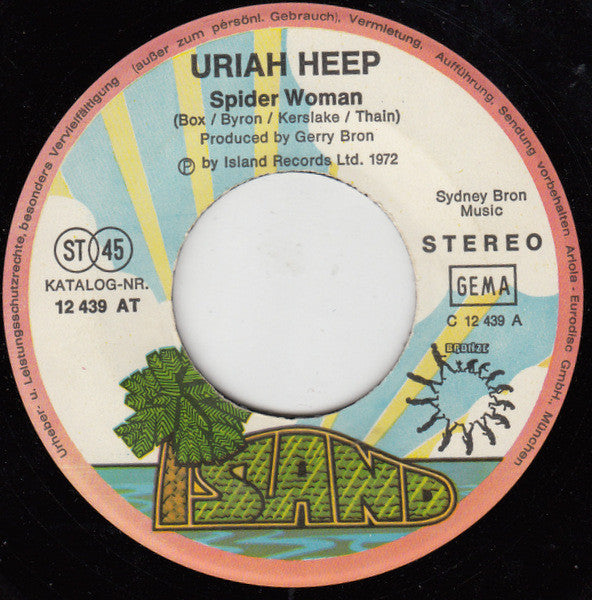 Urheber- u. Leistungsschutzrechte, besonders Vervielfältigung (außer zum persönl. Gebrauch), Vermietung, Aufführung, Sendung vorbehalten Ariola - Eurodisc GmbH., München
URIAH HEEP
Spider Woman
(Box / Byron / Kerslake / Thain)
Produced by Gerry Bron
Ⓟ by Island Records Ltd. 1972
Sydney Bron
Music
STEREO
GEMA
C 12 439 A
ST 45
KATALOG-NR.
12 439 AT
BRONZE
ISLAND